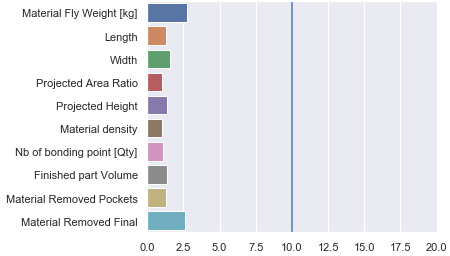 Material Fly Weight [kg]
Length
Width
Projected Area Ratio
Projected Height
Material density
Nb of bonding point [Qty]
Finished part Volume
Material Removed Pockets
Material Removed Final
0.0 2.5 5.0 7.5 10.0 12.5 15.0 17.5 20.0